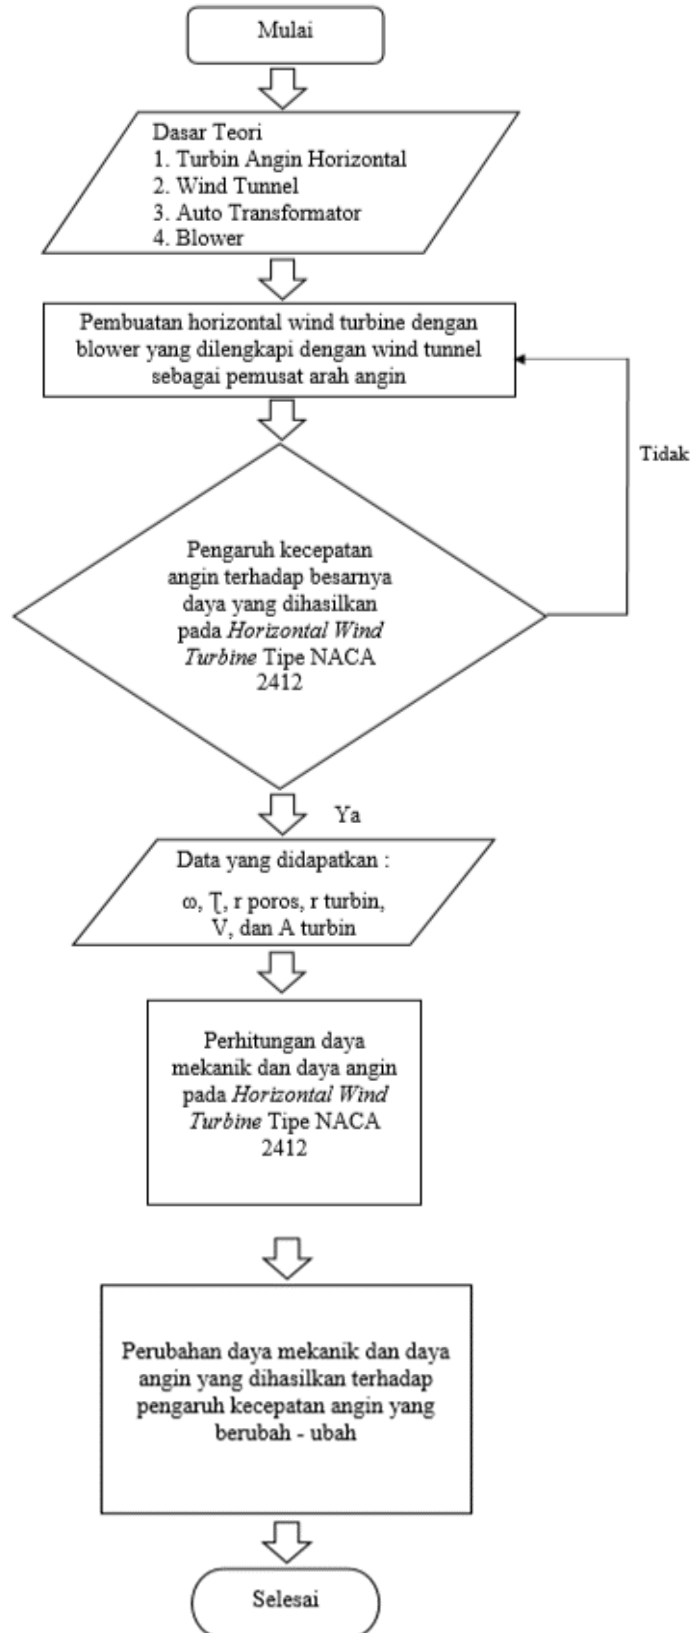 Mulai
Dasar Teori
1. Turbin Angin Horizontal
2. Wind Tunnel
3. Auto Transformator
4. Blower
Pembuatan horizontal wind turbine dengan
blower yang dilengkapi dengan wind tunnel
sebagai pemusat arah angin
Tidak
Pengaruh kecepatan
angin terhadap besarnya
daya yang dihasilkan
pada Horizontal Wind
Turbine Tipe NACA
2412
Ya
Data yang didapatkan :
ω, Ʈ, r poros, r turbin,
V, dan A turbin
Perhitungan daya
mekanik dan daya angin
pada Horizontal Wind
Turbine Tipe NACA
2412
Perubahan daya mekanik dan daya
angin yang dihasilkan terhadap
pengaruh kecepatan angin yang
berubah - ubah
Selesai